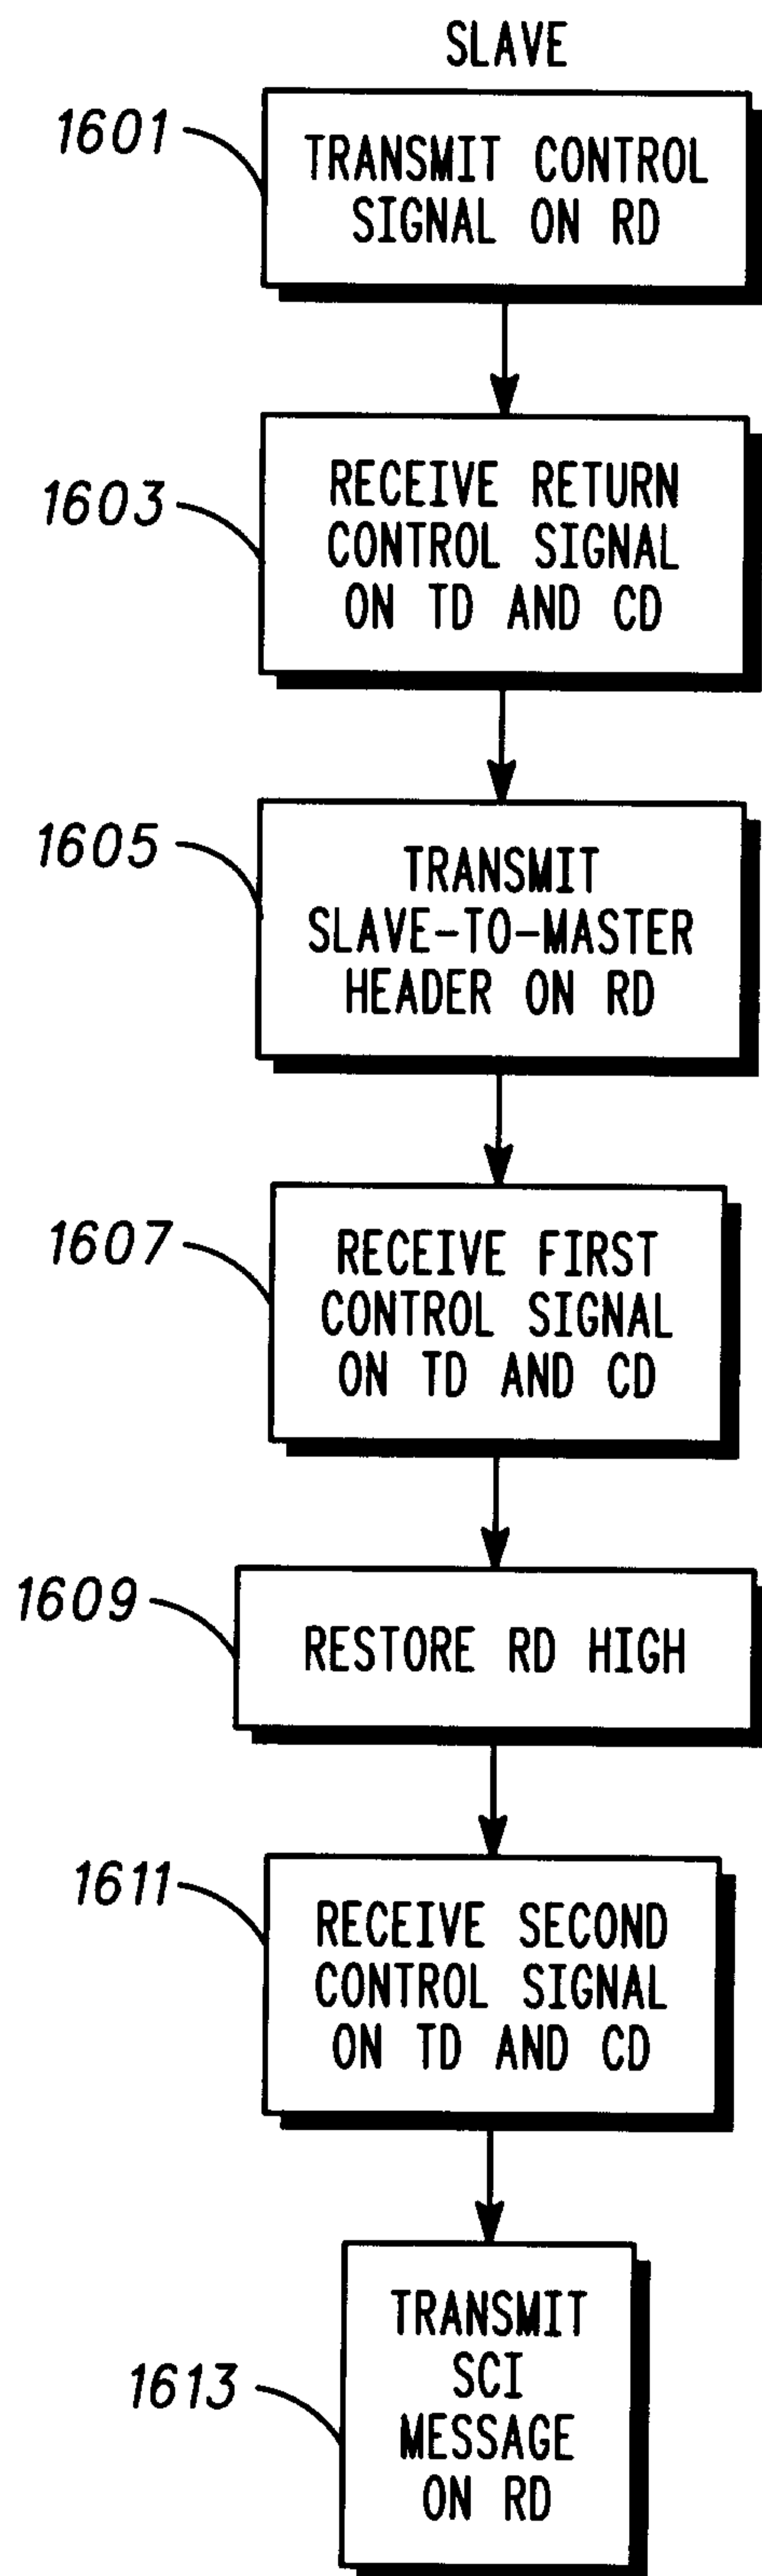 SLAVE
1601
TRANSMIT CONTROL
SIGNAL ON RD
1603
RECEIVE RETURN
CONTROL SIGNAL
ON TD AND CD
1605
TRANSMIT
SLAVE-TO-MASTER
HEADER ON RD
1607
RECEIVE FIRST
CONTROL SIGNAL
ON TD AND CD
1609
RESTORE RD HIGH
1611
RECEIVE SECOND
CONTROL SIGNAL
ON TD AND CD
1613
TRANSMIT
SCI
MESSAGE
ON RD